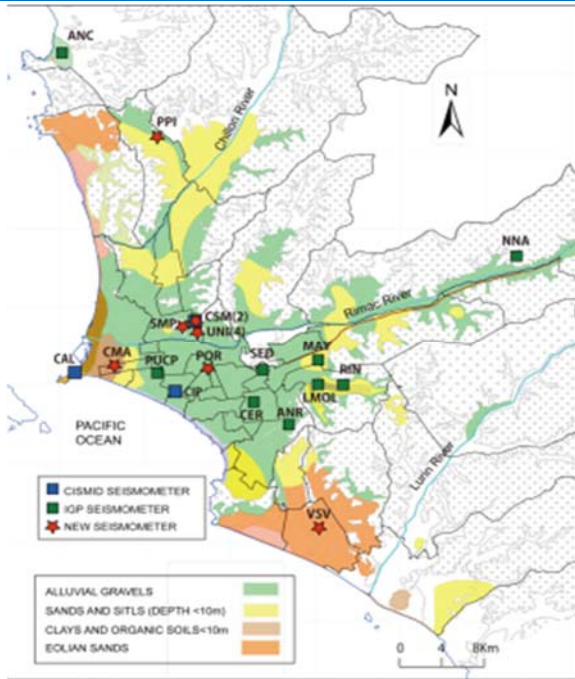 ANC
PPI
Chillon River
N
NNA
Rimac River
CSM(2)
SMP
UNI(4)
CAL
CMA
PUCP
PQR
SED
MAY
RIN
CIP
LMOL
CER
ANR
PACIFIC
OCEAN
Lurin River
CISMID SEISMOMETER
IGP SEISMOMETER
NEW SEISMOMETER
VSV
ALLUVIAL GRAVELS
SANDS AND SITLS (DEPTH <10m)
CLAYS AND ORGANIC SOILS<10m
EOLIAN SANDS
0 4 8Km